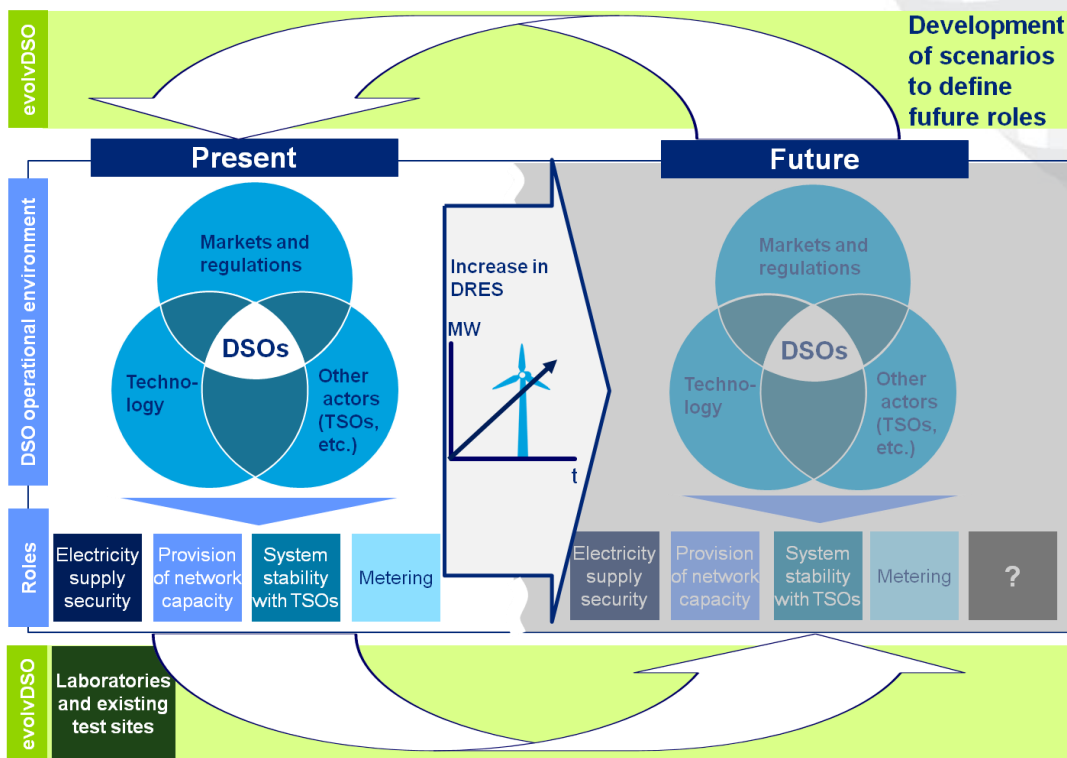 evolvDSO
Development
of scenarios
to define
fufure roles
Present
Future
DSO operational environment
Markets and
regulations
DSOs
Techno-
logy
Other
actors
(TSOs,
etc.)
Increase in
DRES
MW
t
Markets and
regulations
DSOs
Techno-
logy
Other
actors
(TSOs,
etc.)
Roles
Electricity
supply
security
Provision
of network
capacity
System
stability
with TSOs
Metering
Electricity
supply
security
Provision
of network
capacity
System
stability
with TSOs
Metering
?
evolvDSO
Laboratories
and existing
test sites